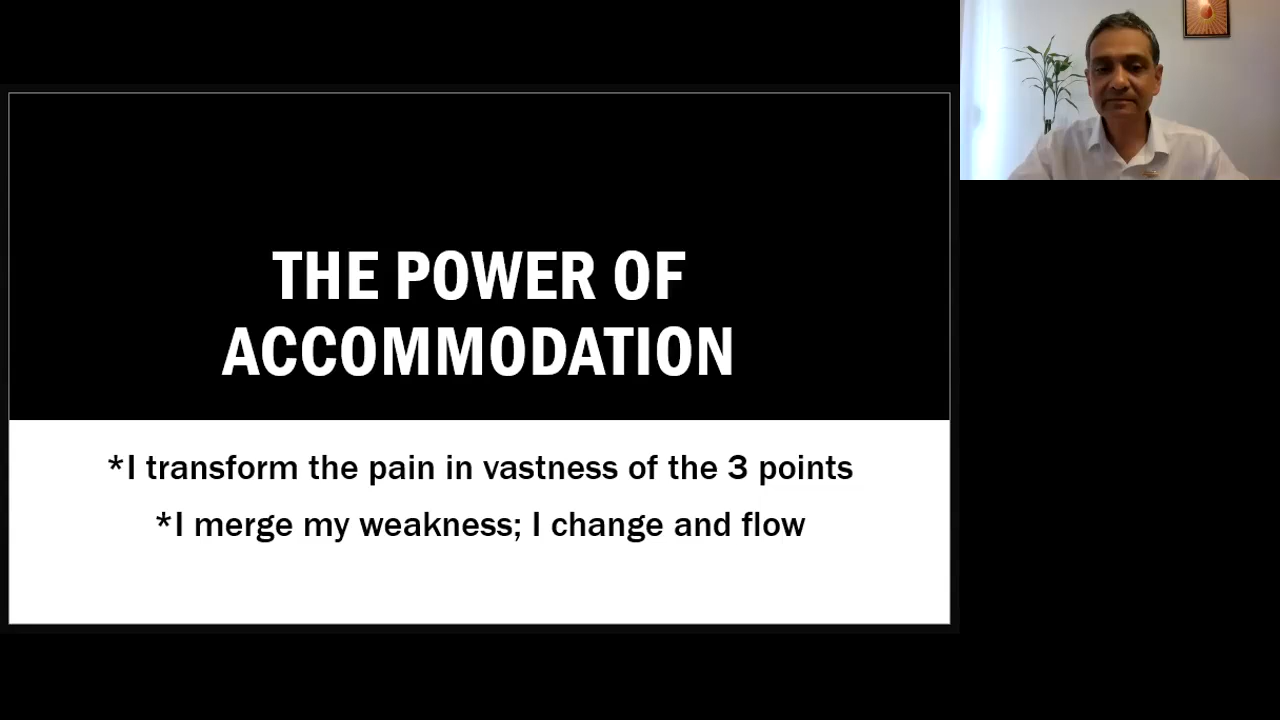 THE POWER OF
ACCOMMODATION
*I transform the pain in vastness of the 3 points
*I merge my weakness; I change and flow